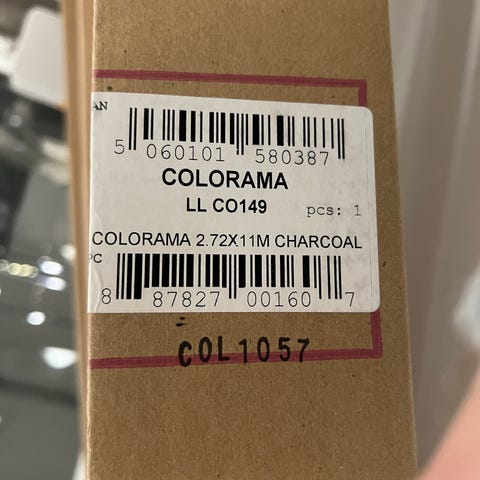 AN
5 060101 580387
COLORAMA
LL CO149 pcs: 1
COLORAMA 2.72X11M CHARCOAL
PC
8 87827 00160 7
COL1057